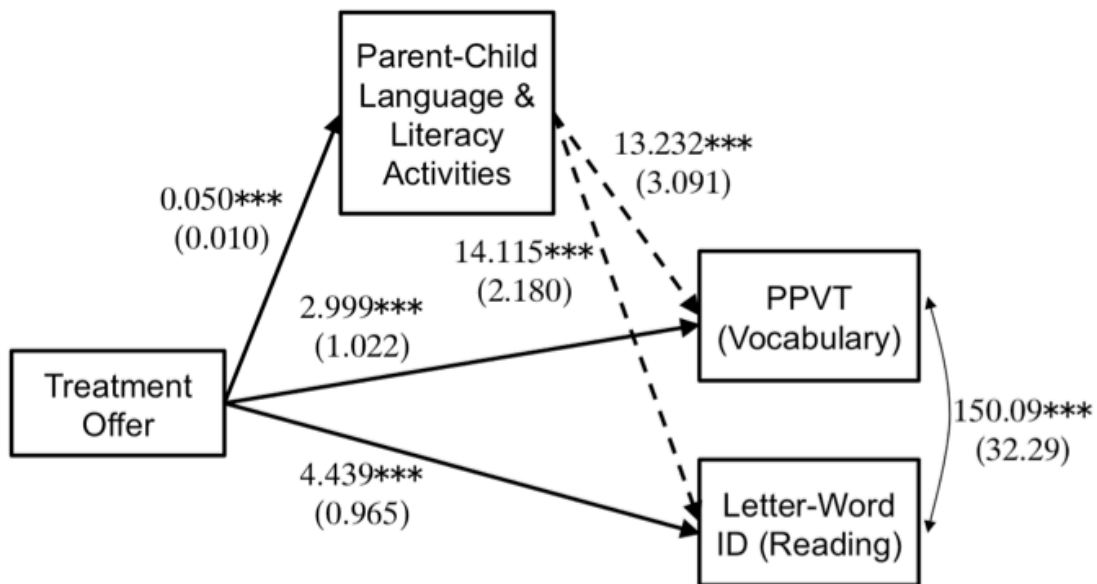 Parent-Child
Language &
Literacy
Activities
13.232***
(3.091)
0.050***
(0.010)
14.115***
(2.180)
2.999***
(1.022)
PPVT
(Vocabulary)
Treatment
Offer
150.09***
(32.29)
4.439***
(0.965)
Letter-Word
ID (Reading)